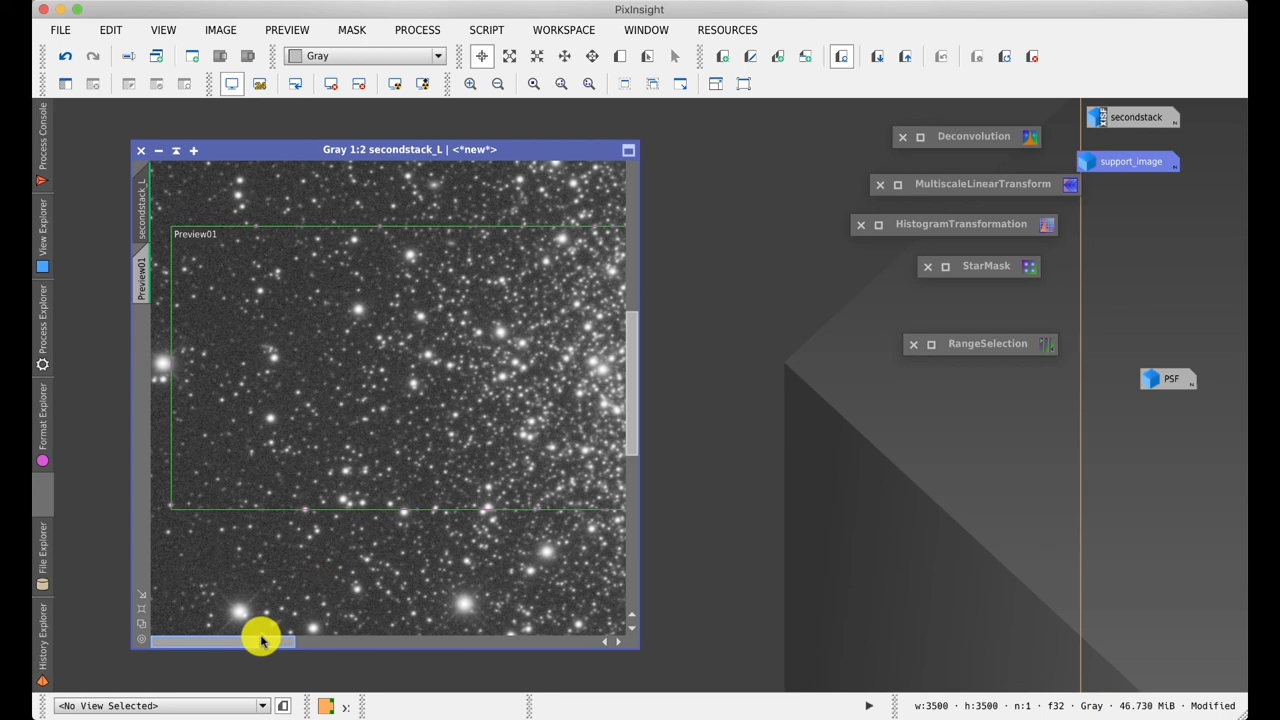 PixInsight
FILE EDIT VIEW IMAGE PREVIEW MASK PROCESS SCRIPT WORKSPACE WINDOW RESOURCES
Gray
Process Console
View Explorer
Process Explorer
Format Explorer
File Explorer
History Explorer
Gray 1:2 secondstack_L | <*new*>
secondstack_L
Preview01
Preview01
Deconvolution
MultiscaleLinearTransform
HistogramTransformation
StarMask
RangeSelection
XISF
secondstack
N
support_image
N
PSF
N
<No View Selected>
w:3500 · h:3500 · n:1 · f32 · Gray · 46.730 MiB · Modified